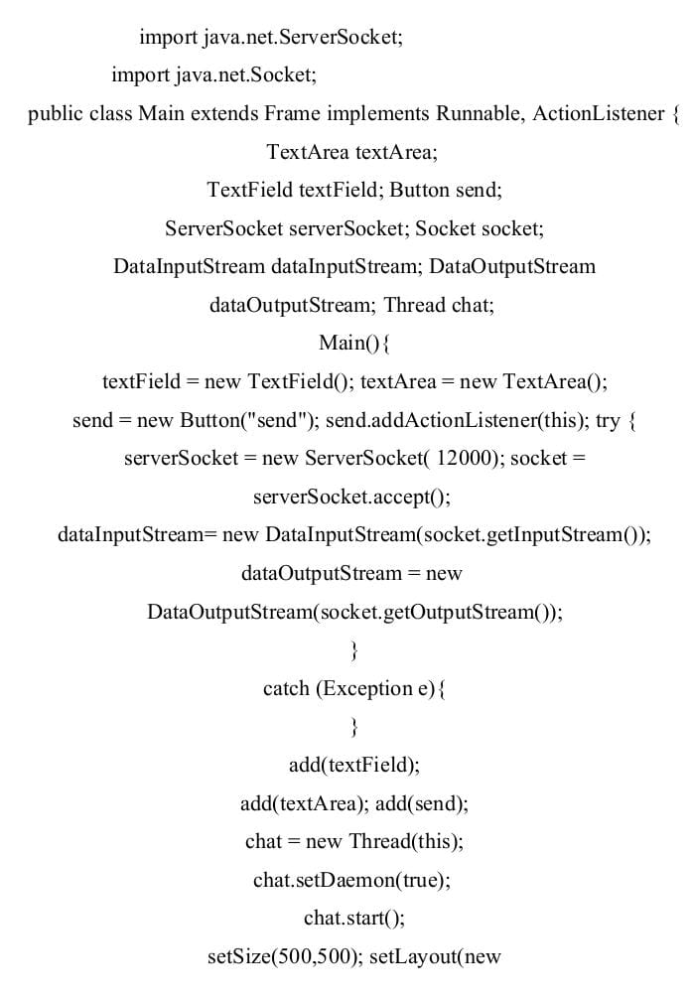 import java.net.ServerSocket;
import java.net.Socket;
public class Main extends Frame implements Runnable, ActionListener {
TextArea textArea;
TextField textField; Button send;
ServerSocket serverSocket; Socket socket;
DataInputStream dataInputStream; DataOutputStream
dataOutputStream; Thread chat;
Main(){
textField = new TextField(); textArea = new TextArea();
send = new Button("send"); send.addActionListener(this); try {
serverSocket = new ServerSocket( 12000); socket =
serverSocket.accept();
dataInputStream= new DataInputStream(socket.getInputStream());
dataOutputStream = new
DataOutputStream(socket.getOutputStream());
}
catch (Exception e){
}
add(textField);
add(textArea); add(send);
chat = new Thread(this);
chat.setDaemon(true);
chat.start();
setSize(500,500); setLayout(new